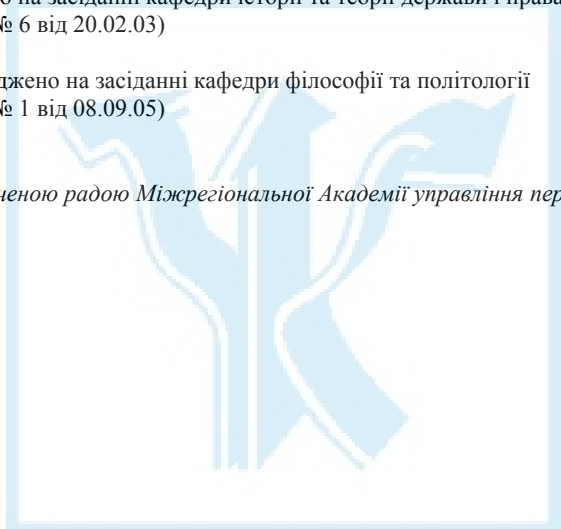 о на засіданні кафедри історії та теорії держави і права
№ 6 від 20.02.03)
джено на засіданні кафедри філософії та політології
№ 1 від 08.09.05)
ченою радою Міжрегіональної Академії управління пер